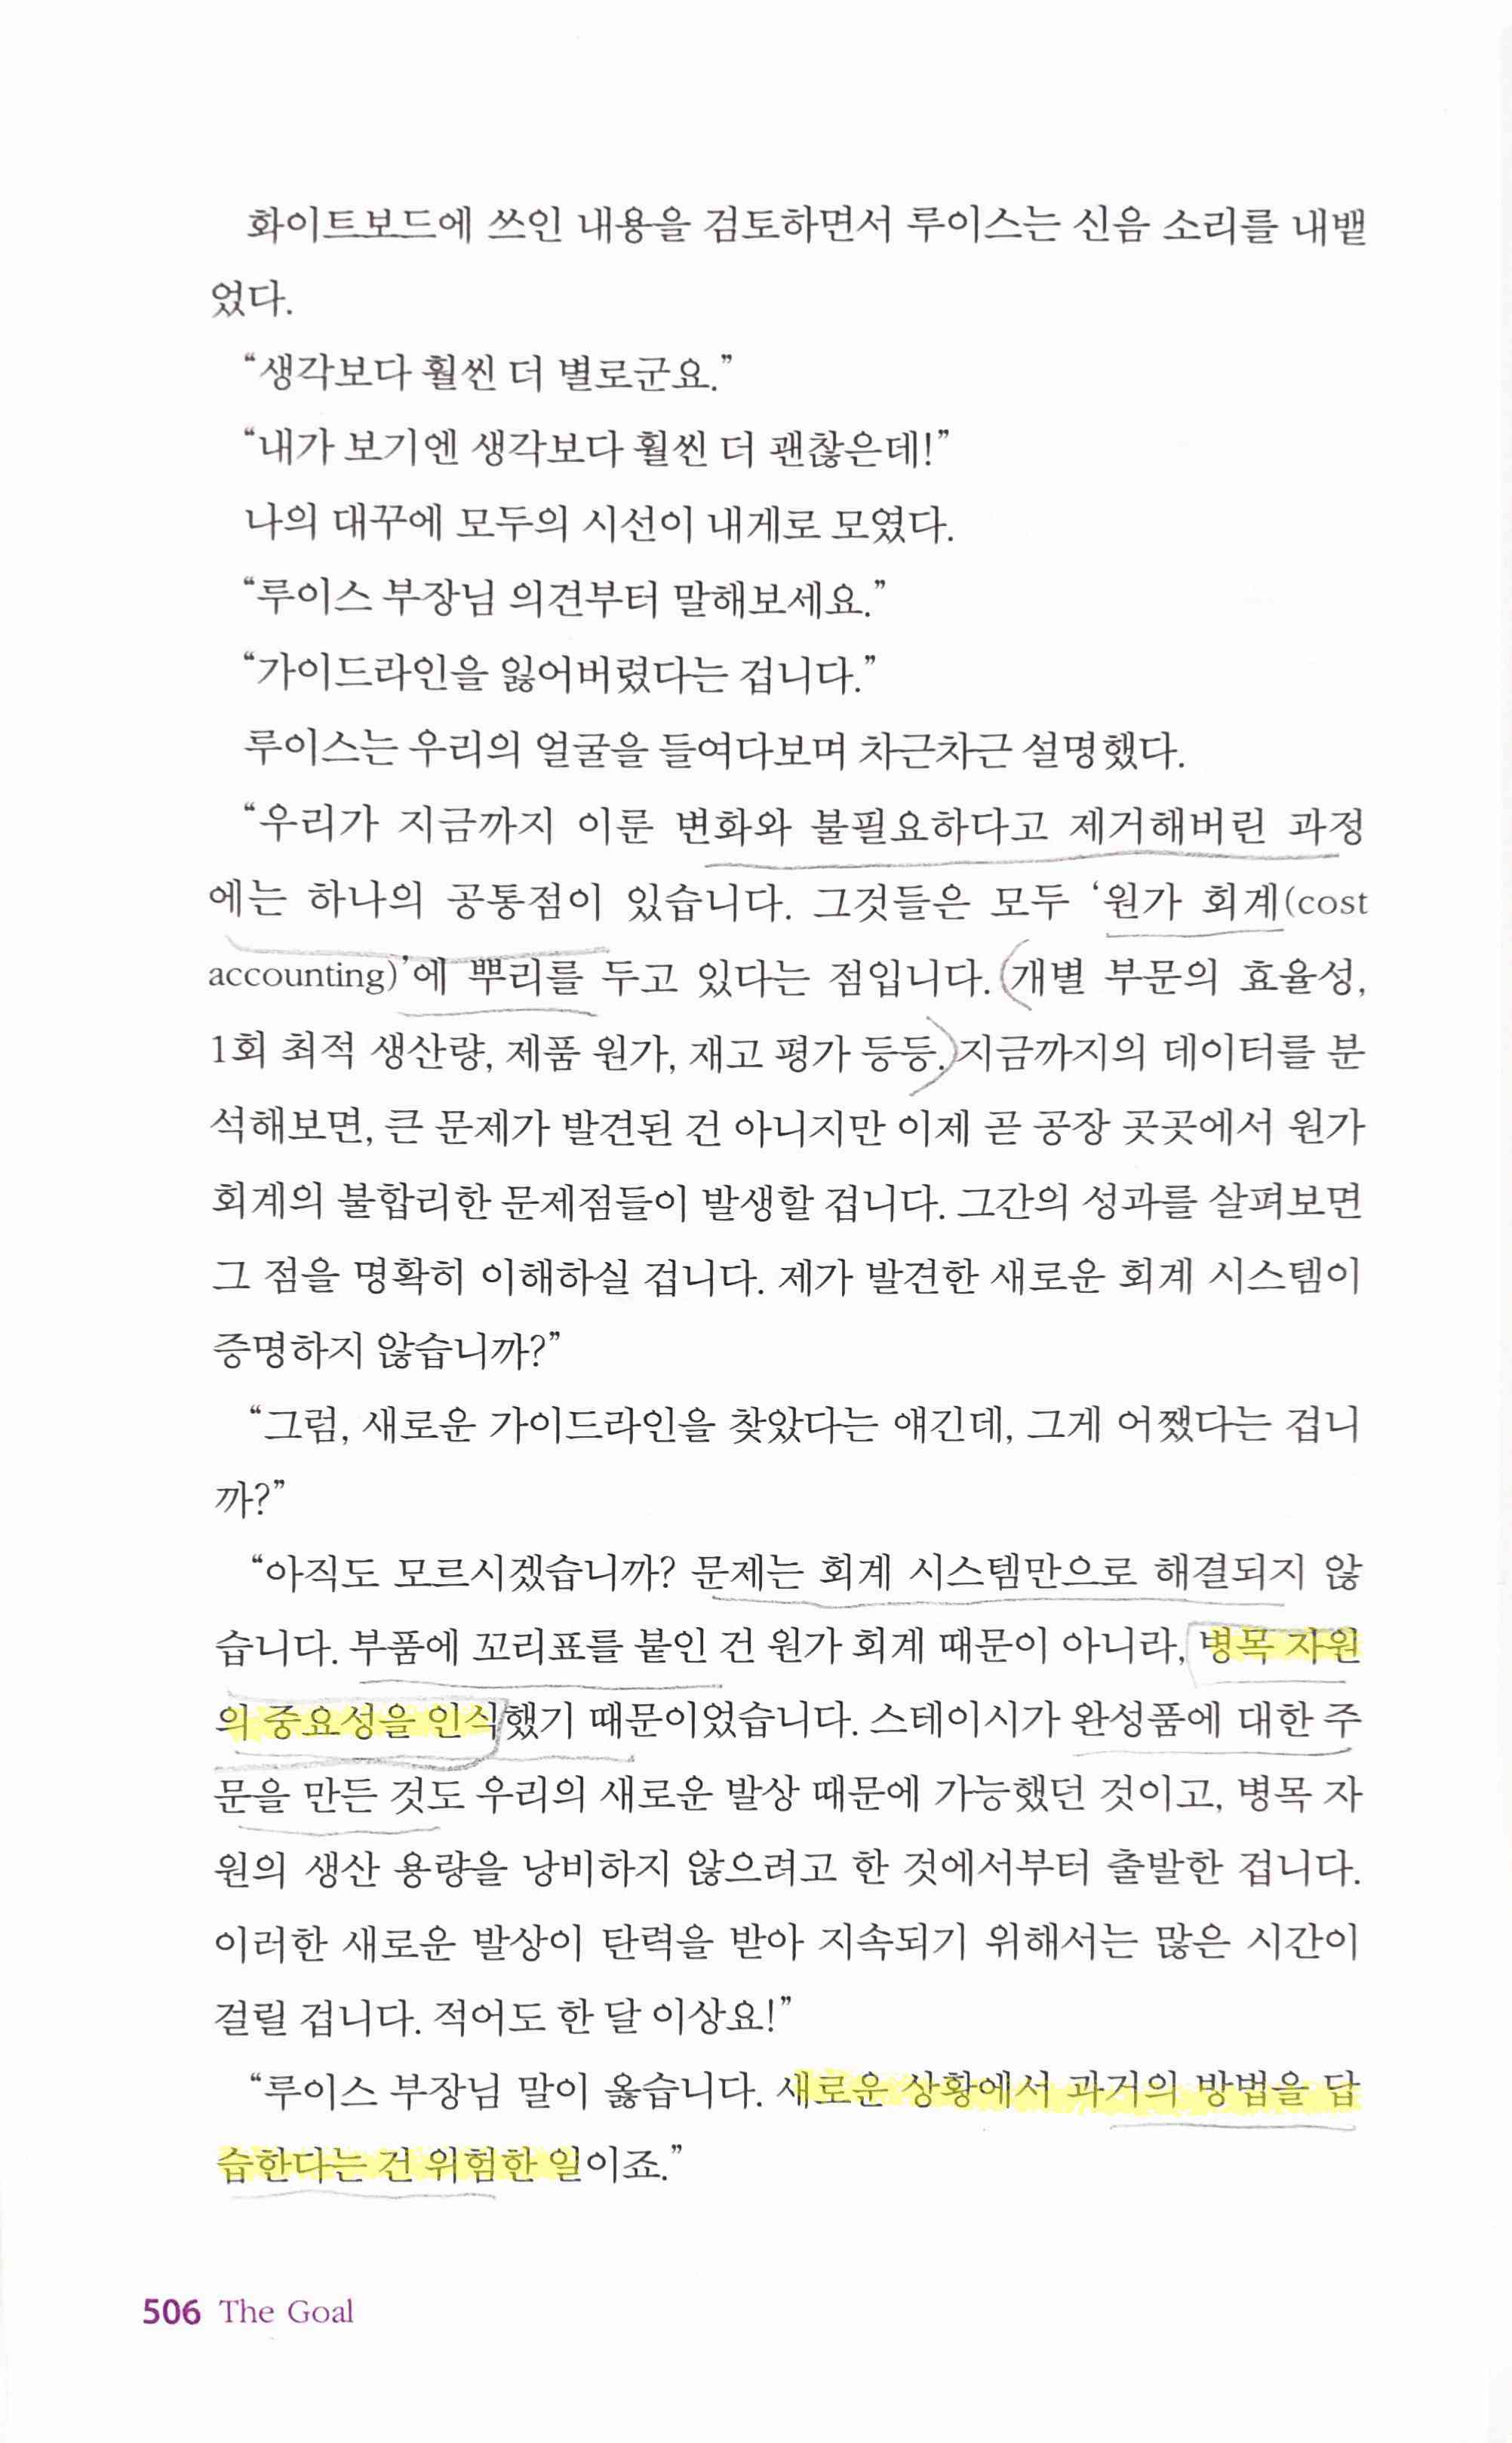 화이트보드에 쓰인 내용을 검토하면서 루이스는 신음 소리를 내뱉
었다.
“생각보다 훨씬 더 별로군요.”
“내가 보기엔 생각보다 훨씬 더 괜찮은데!”
나의 대꾸에 모두의 시선이 내게로 모였다.
“루이스 부장님 의견부터 말해보세요.”
“가이드라인을 잃어버렸다는 겁니다.”
루이스는 우리의 얼굴을 들여다보며 차근차근 설명했다.
“우리가 지금까지 이룬 변화와 불필요하다고 제거해버린 과정
에는 하나의 공통점이 있습니다. 그것들은 모두 ‘원가 회계(cost
accounting)’에 뿌리를 두고 있다는 점입니다. 개별 부문의 효율성,
1회 최적 생산량, 제품 원가, 재고 평가 등등. 지금까지의 데이터를 분
석해보면, 큰 문제가 발견된 건 아니지만 이제 곧 공장 곳곳에서 원가
회계의 불합리한 문제점들이 발생할 겁니다. 그간의 성과를 살펴보면
그 점을 명확히 이해하실 겁니다. 제가 발견한 새로운 회계 시스템이
증명하지 않습니까?”
“그럼, 새로운 가이드라인을 찾았다는 얘긴데, 그게 어쨌다는 겁니
까?”
“아직도 모르시겠습니까? 문제는 회계 시스템만으로 해결되지 않
습니다. 부품에 꼬리표를 붙인 건 원가 회계 때문이 아니라, 병목 자원
의 중요성을 인식했기 때문이었습니다. 스테이시가 완성품에 대한 주
문을 만든 것도 우리의 새로운 발상 때문에 가능했던 것이고, 병목 자
원의 생산 용량을 낭비하지 않으려고 한 것에서부터 출발한 겁니다.
이러한 새로운 발상이 탄력을 받아 지속되기 위해서는 많은 시간이
걸릴 겁니다. 적어도 한 달 이상요!”
“루이스 부장님 말이 옳습니다. 새로운 상황에서 과거의 방법을 답
습한다는 건 위험한 일이죠.”
506 The Goal